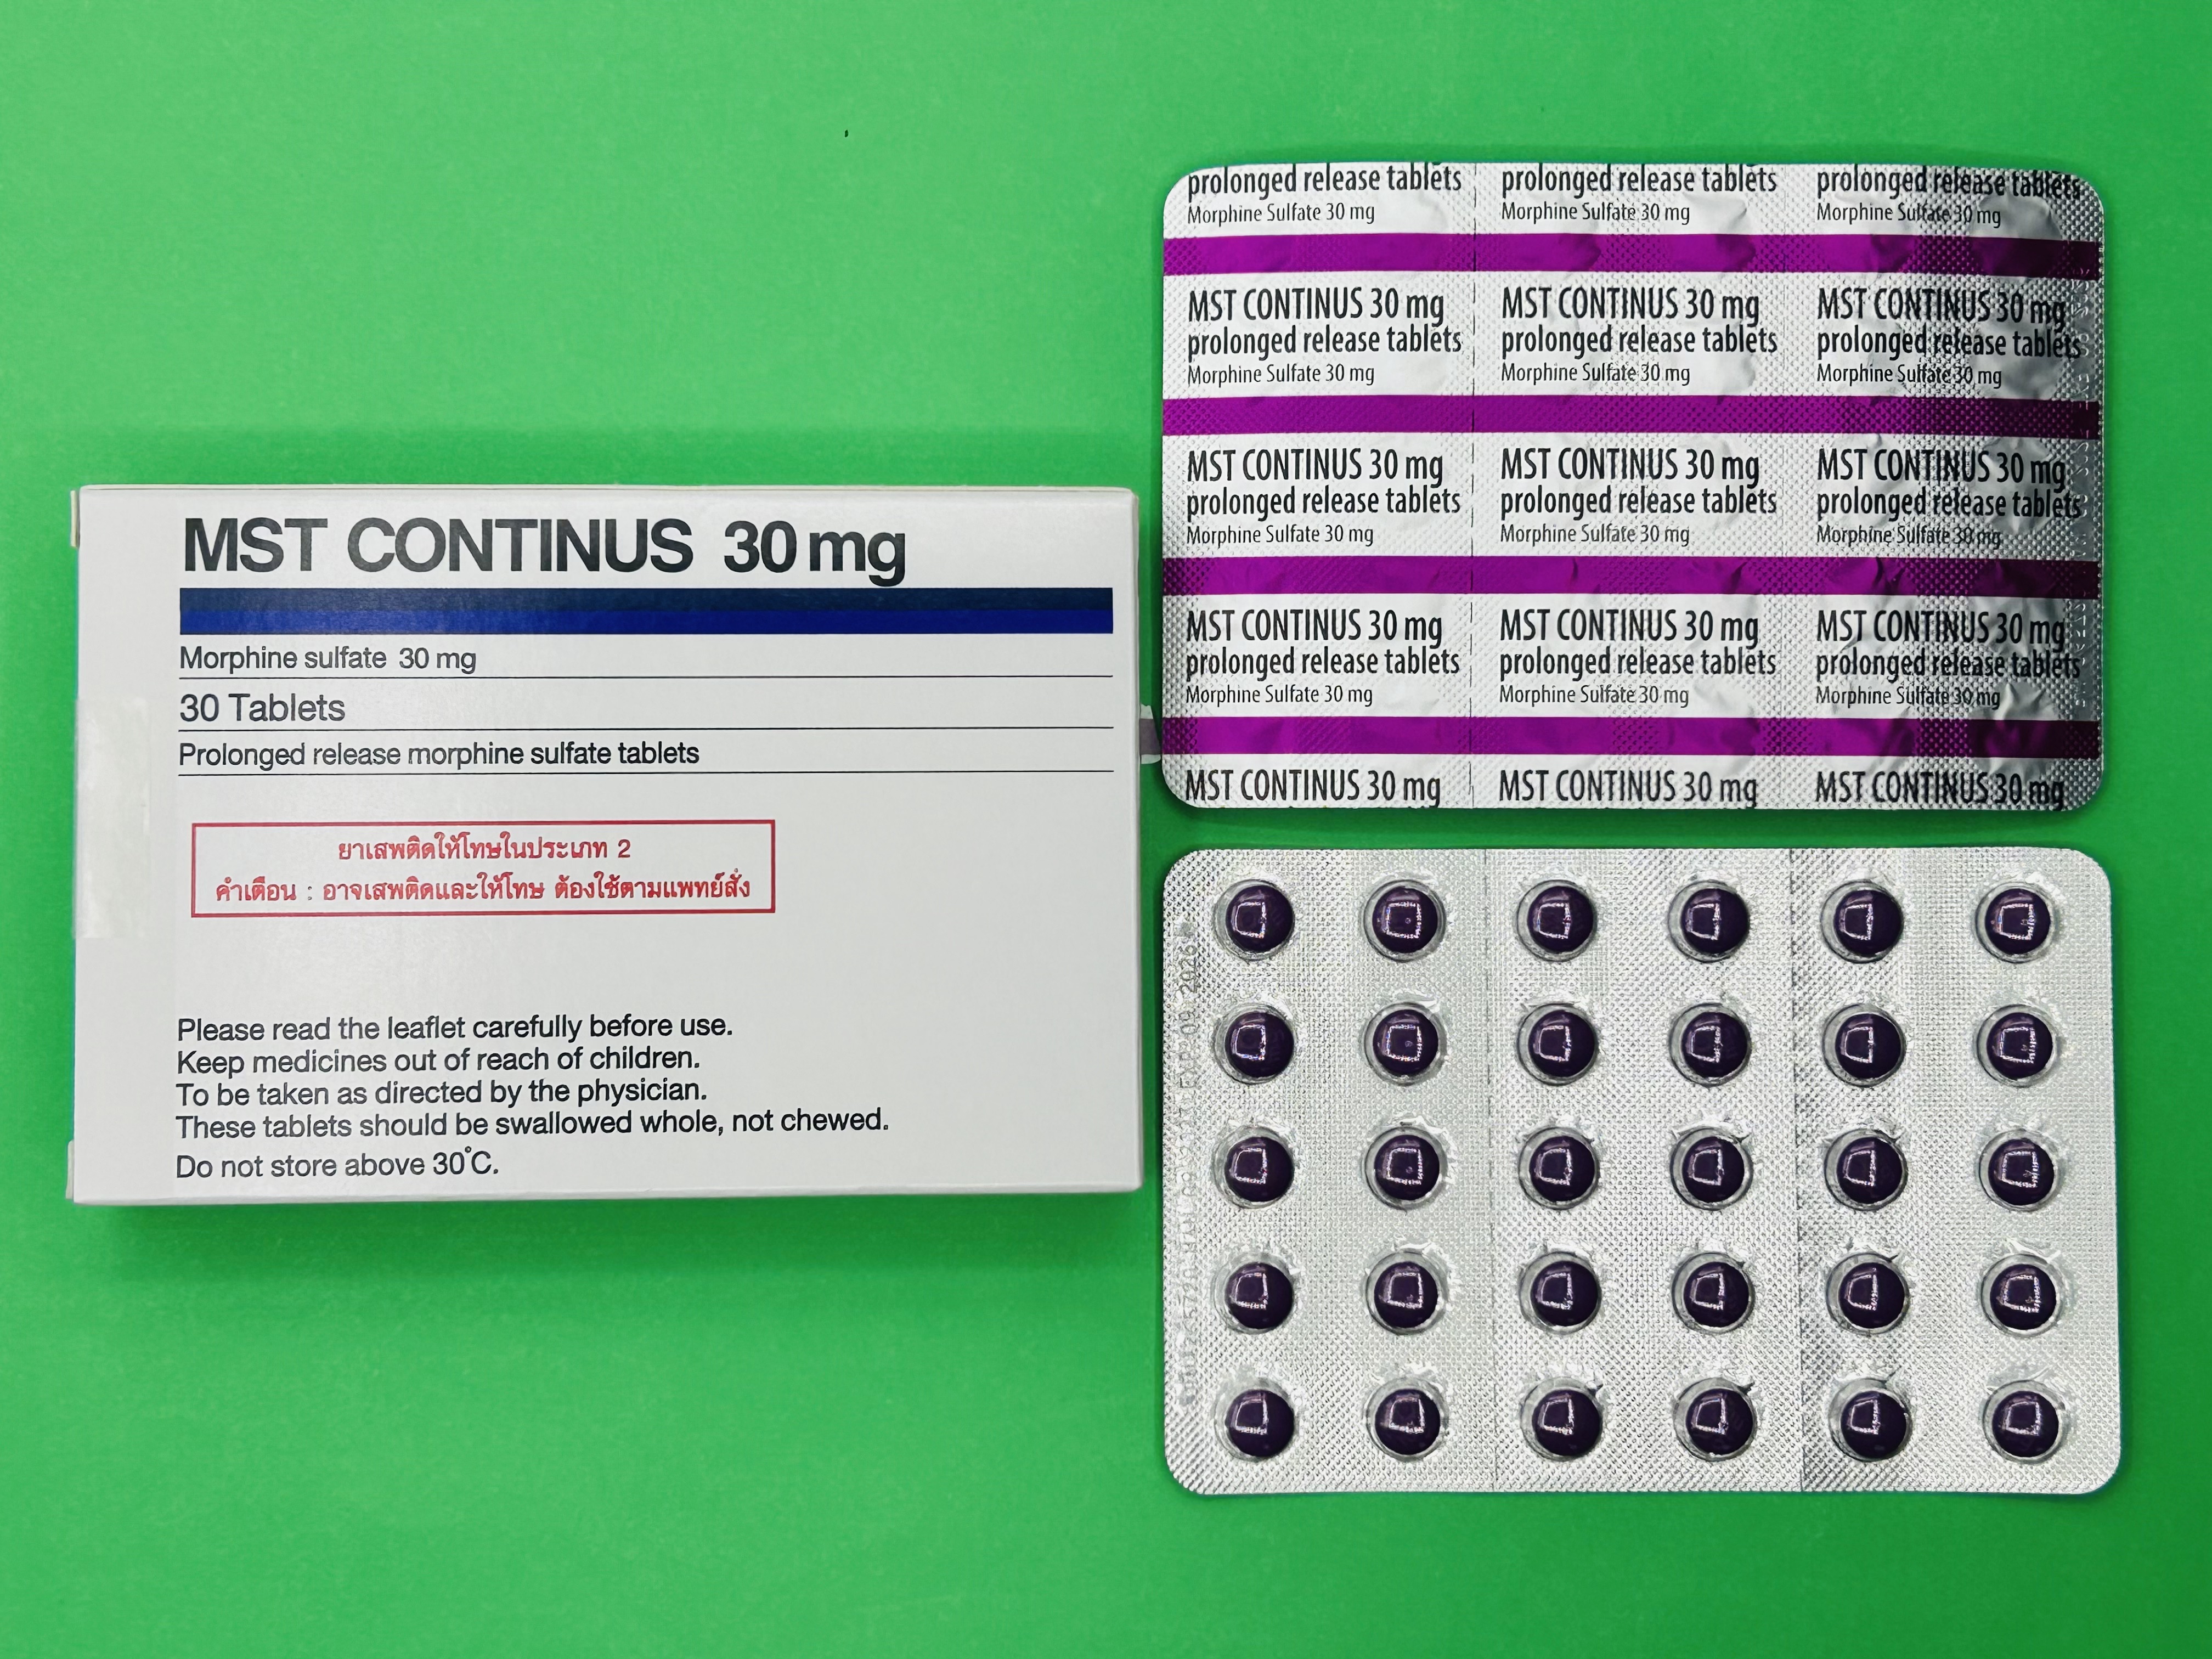 MST CONTINUS 30 mg
Morphine sulfate 30 mg
30 Tablets
Prolonged release morphine sulfate tablets
ยาเสพติดให้โทษในประเภท 2
คำเตือน : อาจเสพติดและให้โทษ ต้องใช้ตามแพทย์สั่ง
Please read the leaflet carefully before use.
Keep medicines out of reach of children.
To be taken as directed by the physician.
These tablets should be swallowed whole, not chewed.
Do not store above 30°C.
prolonged release tablets prolonged release tablets prolonged release tablets
Morphine Sulfate 30 mg Morphine Sulfate 30 mg Morphine Sulfate 30 mg
MST CONTINUS 30 mg MST CONTINUS 30 mg MST CONTINUS 30 mg
prolonged release tablets prolonged release tablets prolonged release tablets
Morphine Sulfate 30 mg Morphine Sulfate 30 mg Morphine Sulfate 30 mg
MST CONTINUS 30 mg MST CONTINUS 30 mg MST CONTINUS 30 mg
prolonged release tablets prolonged release tablets prolonged release tablets
Morphine Sulfate 30 mg Morphine Sulfate 30 mg Morphine Sulfate 30 mg
MST CONTINUS 30 mg MST CONTINUS 30 mg MST CONTINUS 30 mg
prolonged release tablets prolonged release tablets prolonged release tablets
Morphine Sulfate 30 mg Morphine Sulfate 30 mg Morphine Sulfate 30 mg
MST CONTINUS 30 mg MST CONTINUS 30 mg MST CONTINUS 30 mg